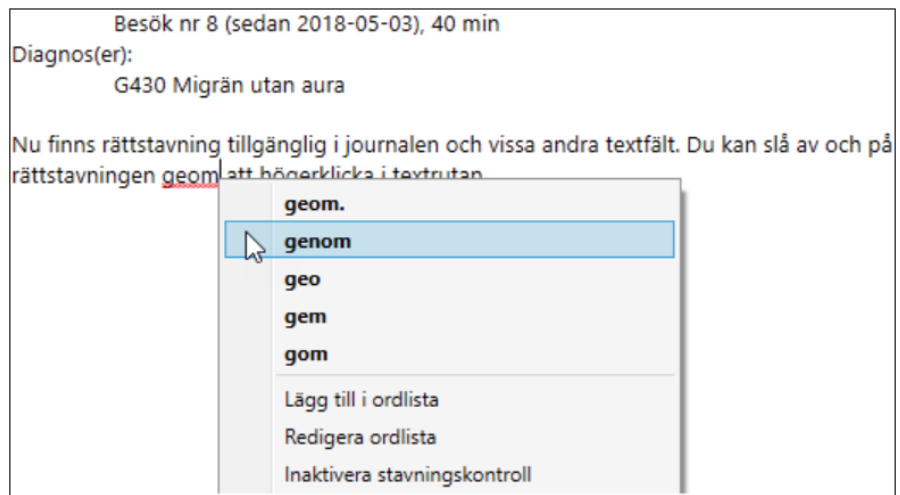 Besök nr 8 (sedan 2018-05-03), 40 min
Diagnos(er):
G430 Migrän utan aura
Nu finns rättstavning tillgänglig i journalen och vissa andra textfält. Du kan slå av och på
rättstavningen geom att högerklicka i textrutan
geom.
genom
geo
gem
gom
Lägg till i ordlista
Redigera ordlista
Inaktivera stavningskontroll